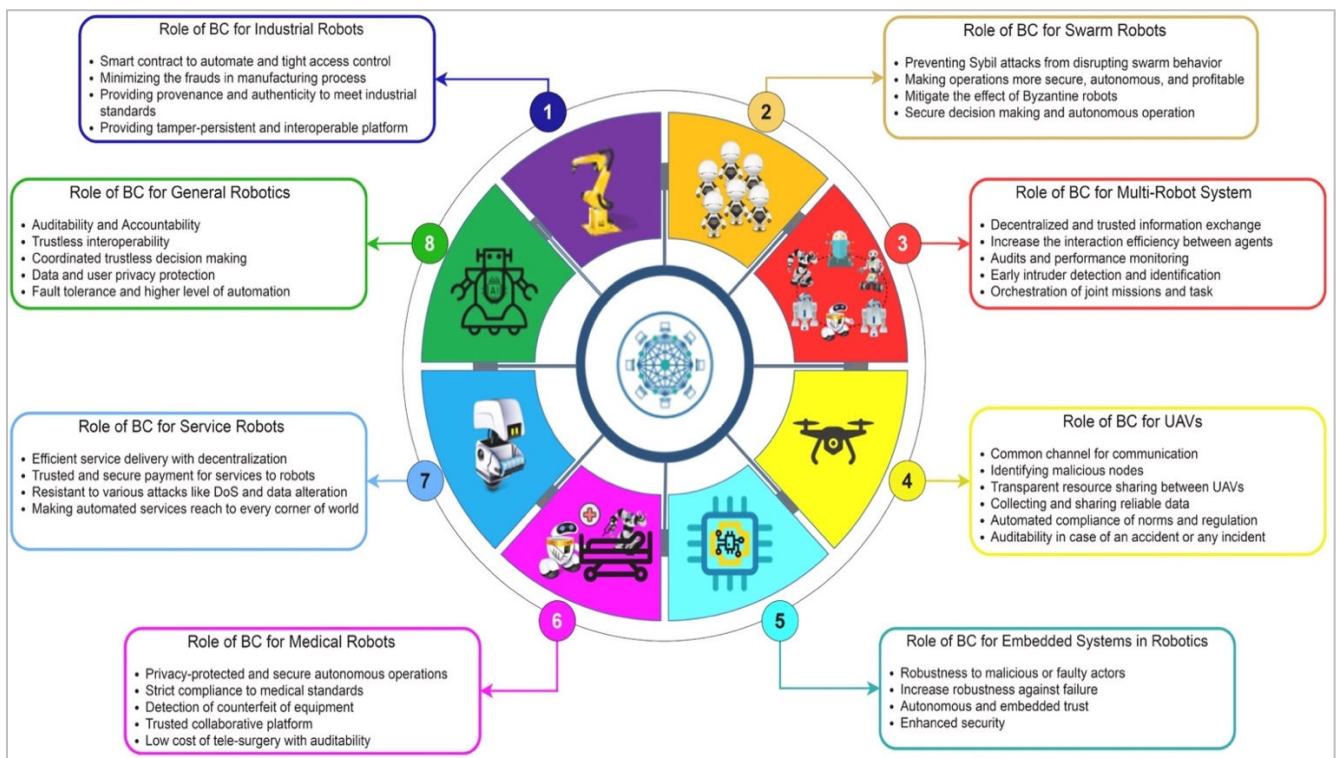 Role of BC for Industrial Robots
• Smart contract to automate and tight access control
• Minimizing the frauds in manufacturing process
• Providing provenance and authenticity to meet industrial
standards
• Providing tamper-persistent and interoperable platform
1
Role of BC for Swarm Robots
• Preventing Sybil attacks from disrupting swarm behavior
• Making operations more secure, autonomous, and profitable
• Mitigate the effect of Byzantine robots
• Secure decision making and autonomous operation
2
Role of BC for Multi-Robot System
• Decentralized and trusted information exchange
• Increase the interaction efficiency between agents
• Audits and performance monitoring
• Early intruder detection and identification
• Orchestration of joint missions and task
3
Role of BC for UAVs
• Common channel for communication
• Identifying malicious nodes
• Transparent resource sharing between UAVs
• Collecting and sharing reliable data
• Automated compliance of norms and regulation
• Auditability in case of an accident or any incident
4
Role of BC for Embedded Systems in Robotics
• Robustness to malicious or faulty actors
• Increase robustness against failure
• Autonomous and embedded trust
• Enhanced security
5
Role of BC for Medical Robots
• Privacy-protected and secure autonomous operations
• Strict compliance to medical standards
• Detection of counterfeit of equipment
• Trusted collaborative platform
• Low cost of tele-surgery with auditability
6
Role of BC for Service Robots
• Efficient service delivery with decentralization
• Trusted and secure payment for services to robots
• Resistant to various attacks like DoS and data alteration
• Making automated services reach to every corner of world
7
Role of BC for General Robotics
• Auditability and Accountability
• Trustless interoperability
• Coordinated trustless decision making
• Data and user privacy protection
• Fault tolerance and higher level of automation
8
AI